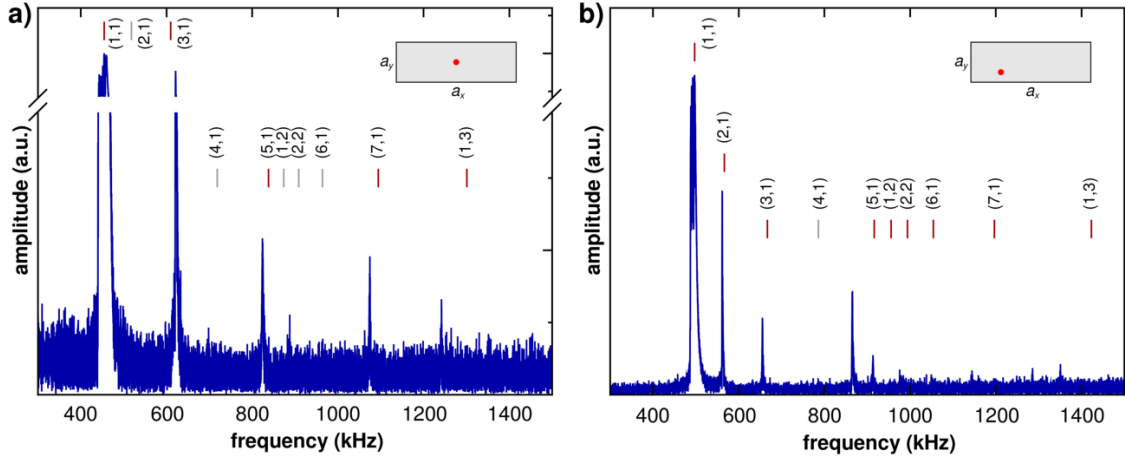 a)
(1,1)
(2,1)
(3,1)
(4,1)
(5,1)
(1,2)
(2,2)
(6,1)
(7,1)
(1,3)
a_y
a_x
amplitude (a.u.)
400 600 800 1000 1200 1400
frequency (kHz)
b)
(1,1)
(2,1)
(3,1)
(4,1)
(5,1)
(1,2)
(2,2)
(6,1)
(7,1)
(1,3)
a_y
a_x
amplitude (a.u.)
400 600 800 1000 1200 1400
frequency (kHz)